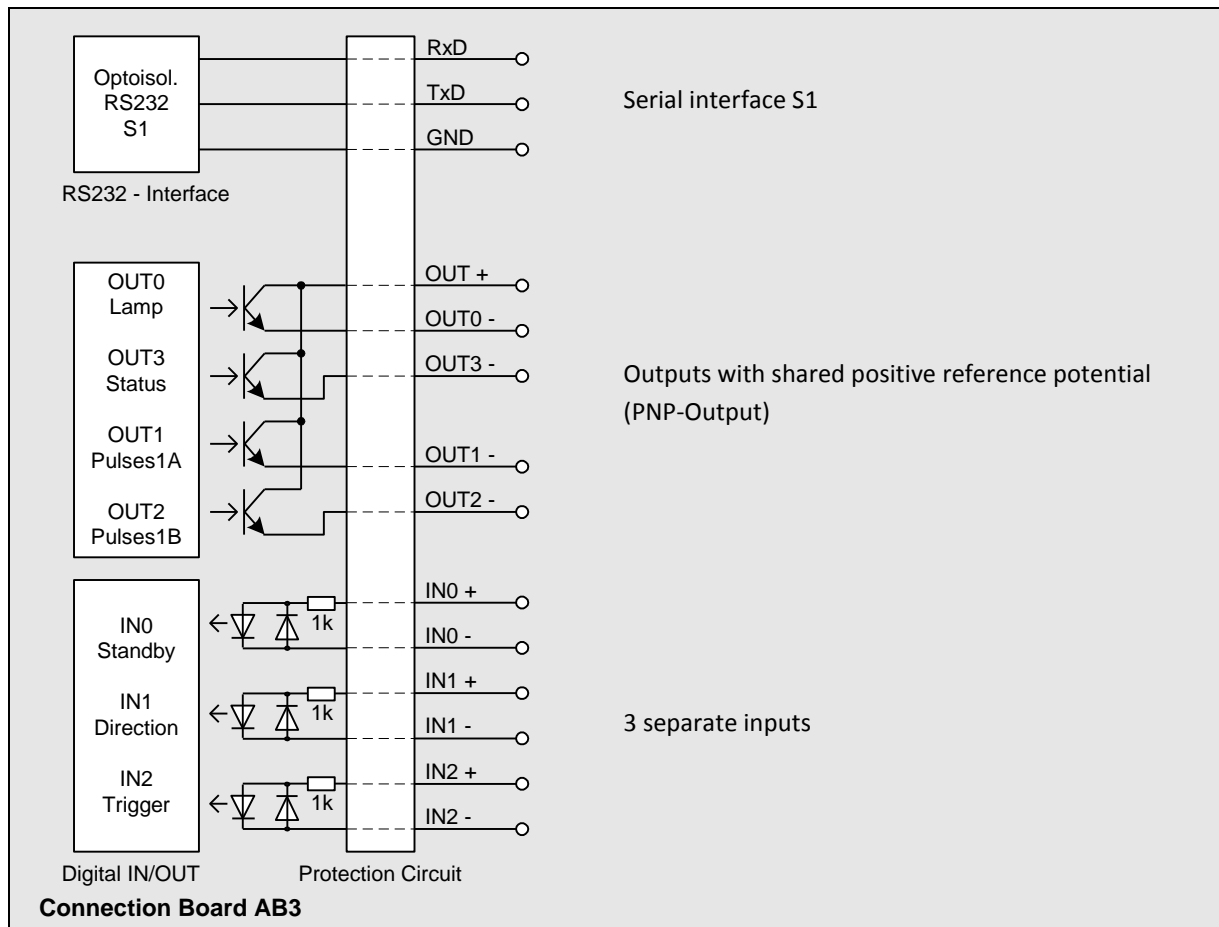 Optoisol.
RS232
S1
RS232 - Interface
RxD
TxD
GND
Serial interface S1
OUT0
Lamp
OUT3
Status
OUT1
Pulses1A
OUT2
Pulses1B
OUT +
OUT0 -
OUT3 -
OUT1 -
OUT2 -
Outputs with shared positive reference potential
(PNP-Output)
IN0
Standby
IN1
Direction
IN2
Trigger
1k
1k
1k
IN0 +
IN0 -
IN1 +
IN1 -
IN2 +
IN2 -
3 separate inputs
Digital IN/OUT
Protection Circuit
Connection Board AB3